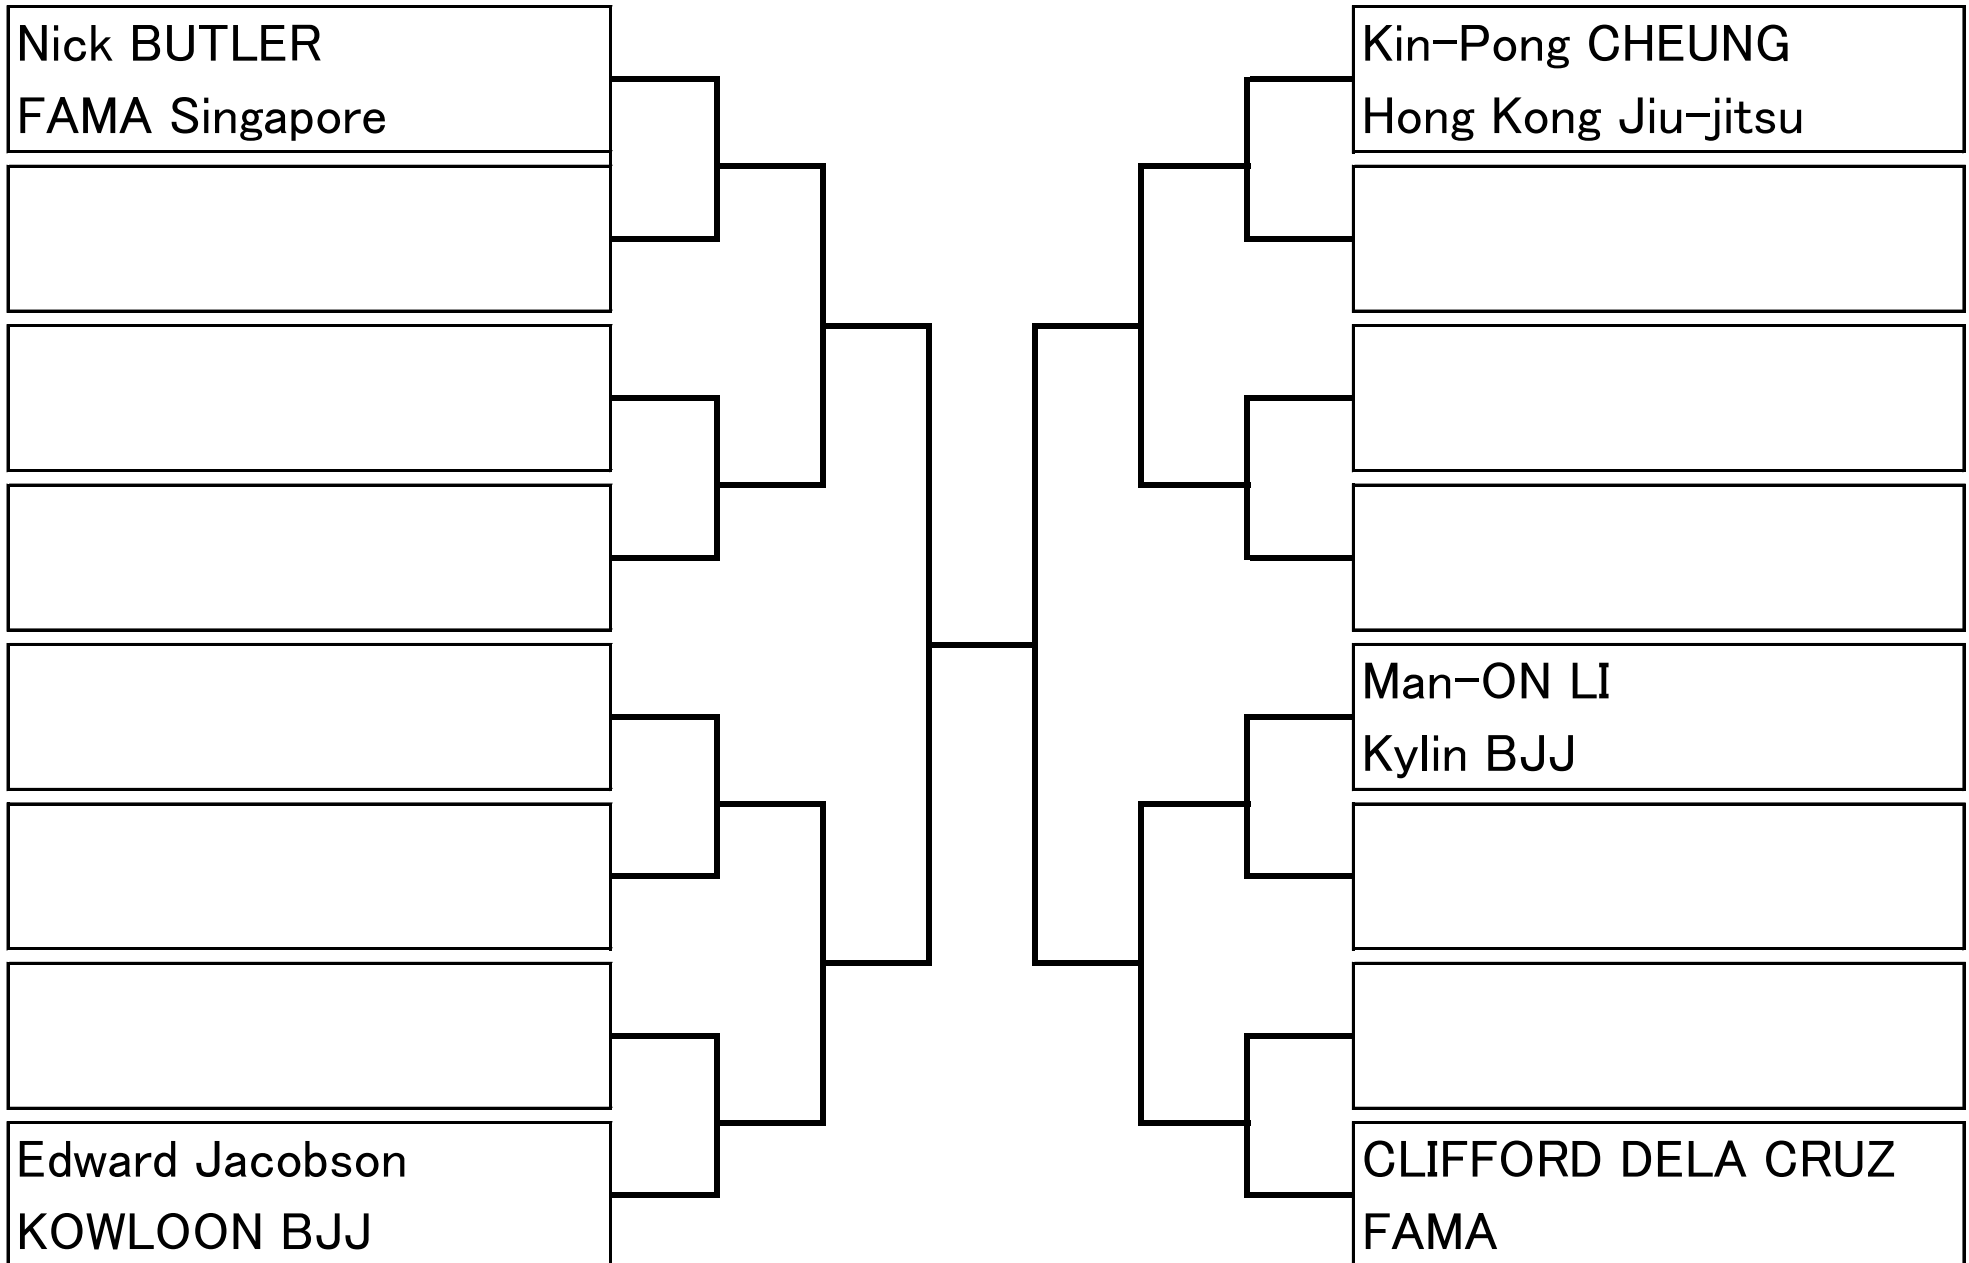 Nick BUTLER
FAMA Singapore
Edward Jacobson
KOWLOON BJJ
Kin-Pong CHEUNG
Hong Kong Jiu-jitsu
Man-ON LI
Kylin BJJ
CLIFFORD DELA CRUZ
FAMA